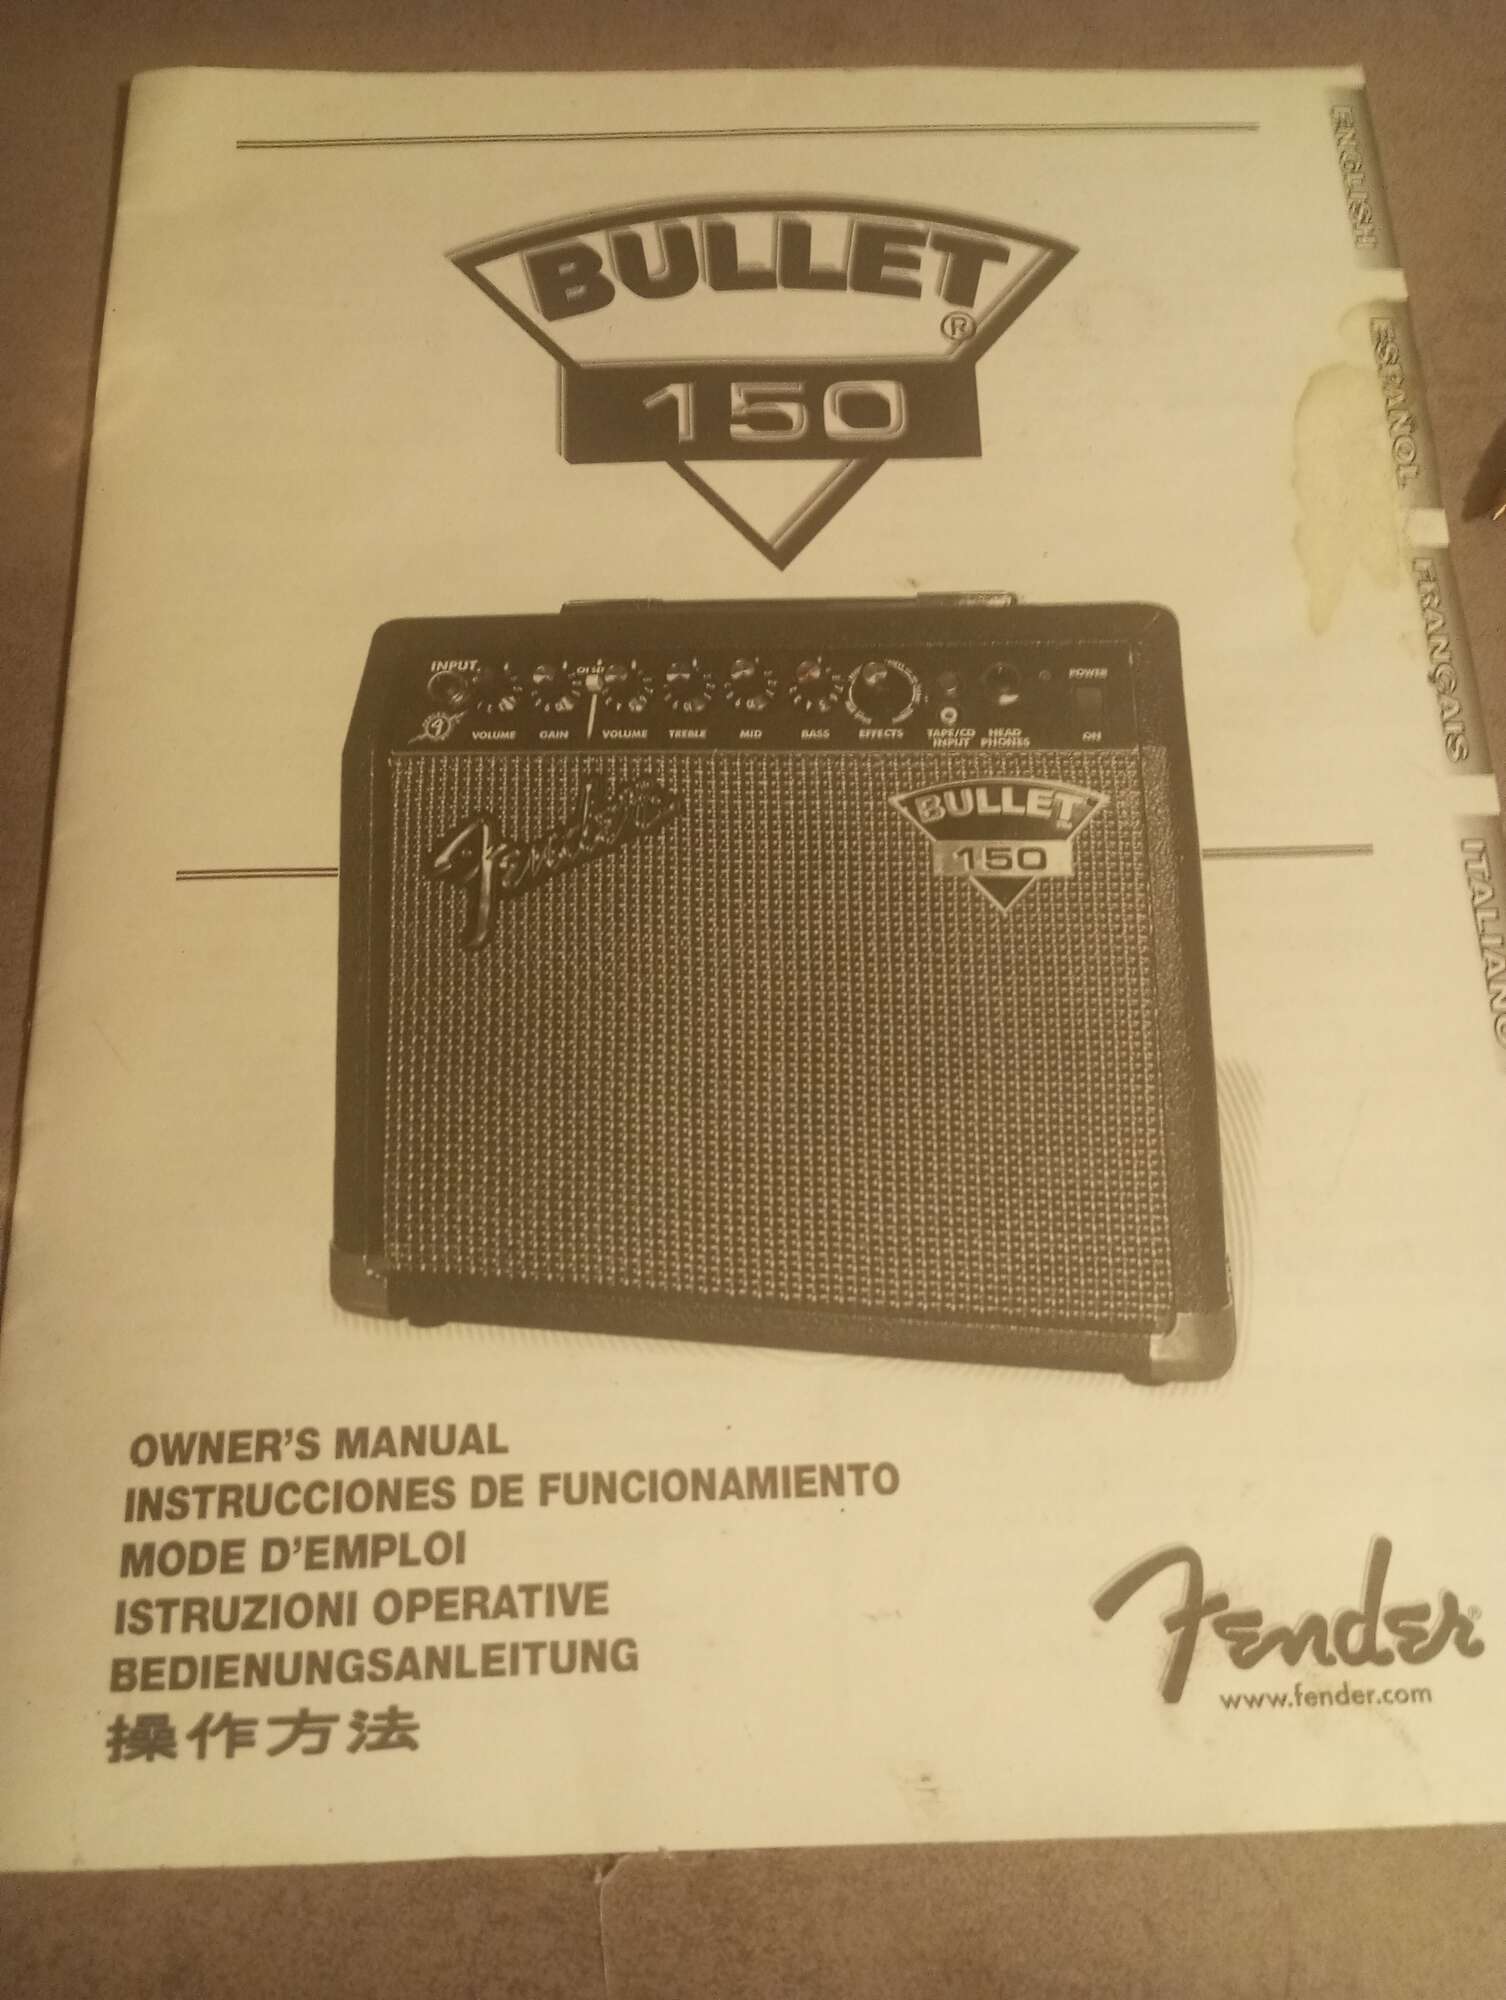 BULLET®
150
ENGLISH
ESPAÑOL
FRANÇAIS
ITALIANO
INPUT
VOLUME GAIN VOLUME TREBLE MID BASS EFFECTS TAPE/CD INPUT HEAD PHONES
POWER
ON
Fender
BULLET
150
OWNER'S MANUAL
INSTRUCCIONES DE FUNCIONAMIENTO
MODE D'EMPLOI
ISTRUZIONI OPERATIVE
BEDIENUNGSANLEITUNG
操作方法
Fender®
www.fender.com